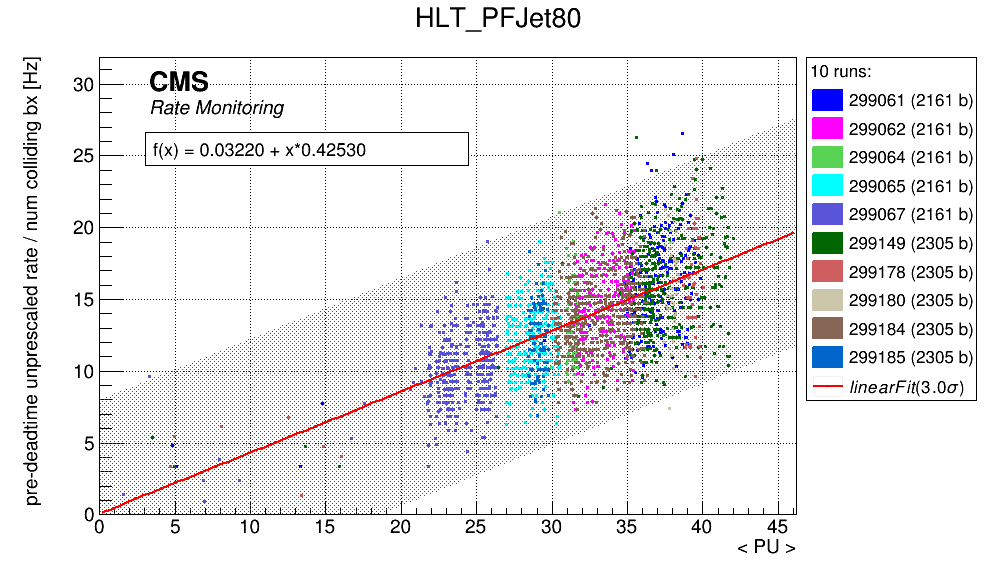 HLT_PFJet80
pre-deadtime unprescaled rate / num colliding bx [Hz]
CMS
Rate Monitoring
f(x) = 0.03220 + x*0.42530
30
25
20
15
10
5
0
0 5 10 15 20 25 30 35 40 45
< PU >
10 runs:
299061 (2161 b)
299062 (2161 b)
299064 (2161 b)
299065 (2161 b)
299067 (2161 b)
299149 (2305 b)
299178 (2305 b)
299180 (2305 b)
299184 (2305 b)
299185 (2305 b)
linearFit(3.0σ)